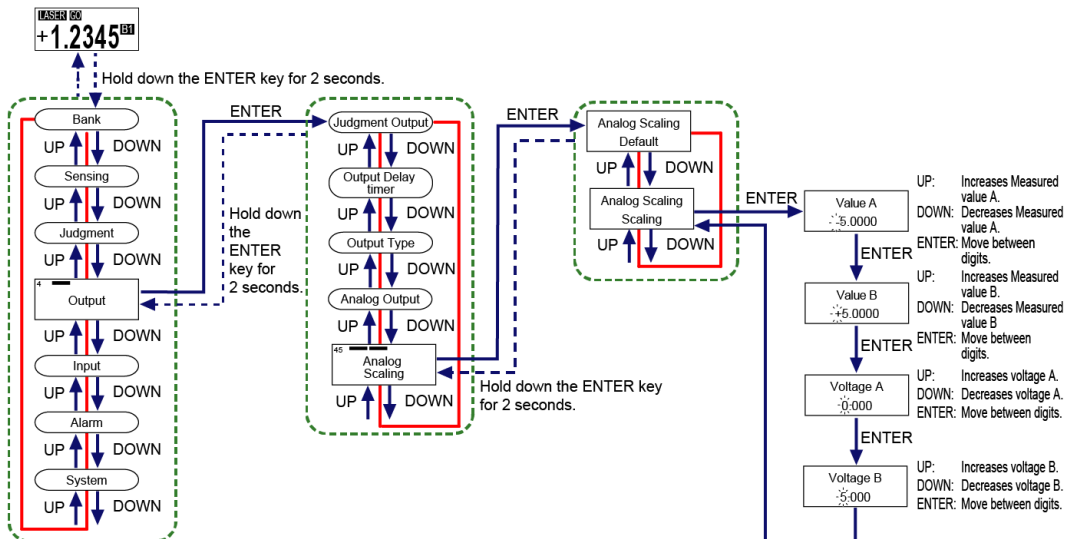 LASER GO
+1.2345 B1
Hold down the ENTER key for 2 seconds.
Bank
UP DOWN
Sensing
UP DOWN
Judgment
UP DOWN
4
Output
UP DOWN
Input
UP DOWN
Alarm
UP DOWN
System
UP DOWN
ENTER
Hold down
the
ENTER
key for
2 seconds.
Judgment Output
UP DOWN
Output Delay
timer
UP DOWN
Output Type
UP DOWN
Analog Output
UP DOWN
45
Analog
Scaling
UP DOWN
ENTER
Hold down the ENTER key
for 2 seconds.
Analog Scaling
Default
UP DOWN
Analog Scaling
Scaling
UP DOWN
ENTER
Value A
-5.0000
UP: Increases Measured
value A.
DOWN: Decreases Measured
value A.
ENTER: Move between
digits.
ENTER
Value B
+5.0000
UP: Increases Measured
value B.
DOWN: Decreases Measured
value B
ENTER: Move between
digits.
ENTER
Voltage A
0.000
UP: Increases voltage A.
DOWN: Decreases voltage A.
ENTER: Move between digits.
ENTER
Voltage B
5.000
UP: Increases voltage B.
DOWN: Decreases voltage B.
ENTER: Move between digits.